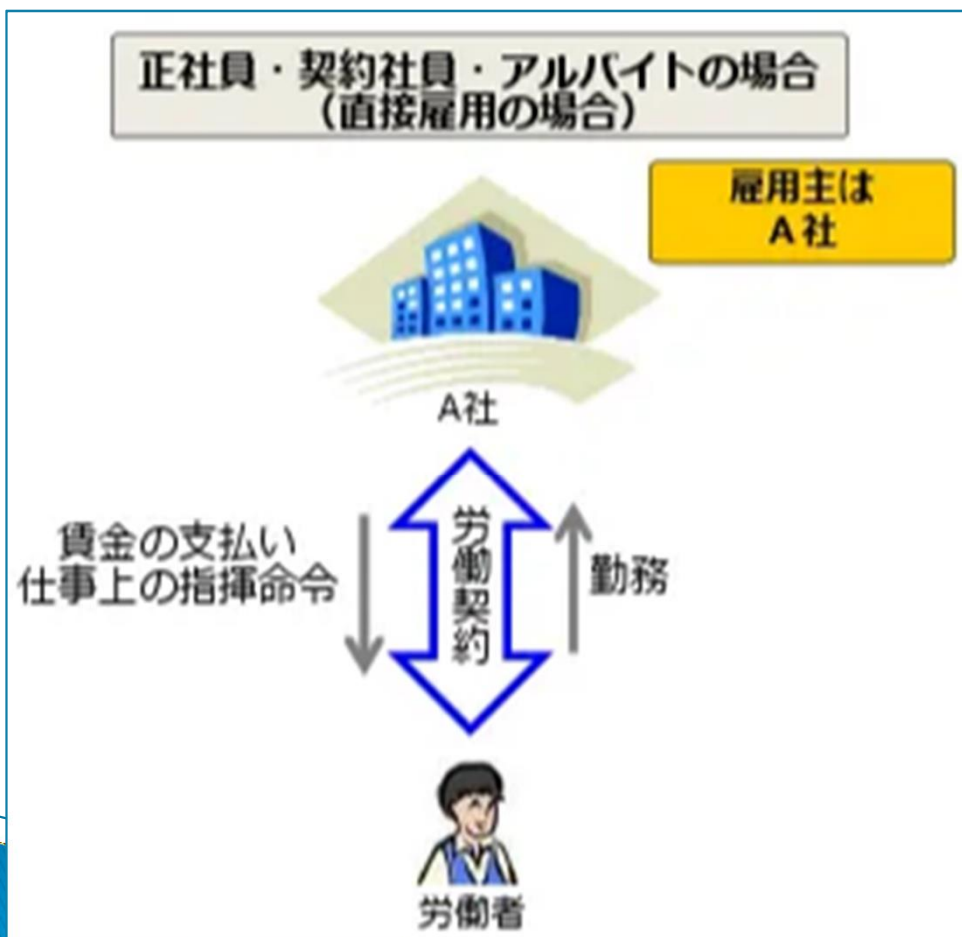 正社員・契約社員・アルバイトの場合
（直接雇用の場合）
雇用主は
A社
A社
賃金の支払い
仕事上の指揮命令
労働契約
勤務
労働者